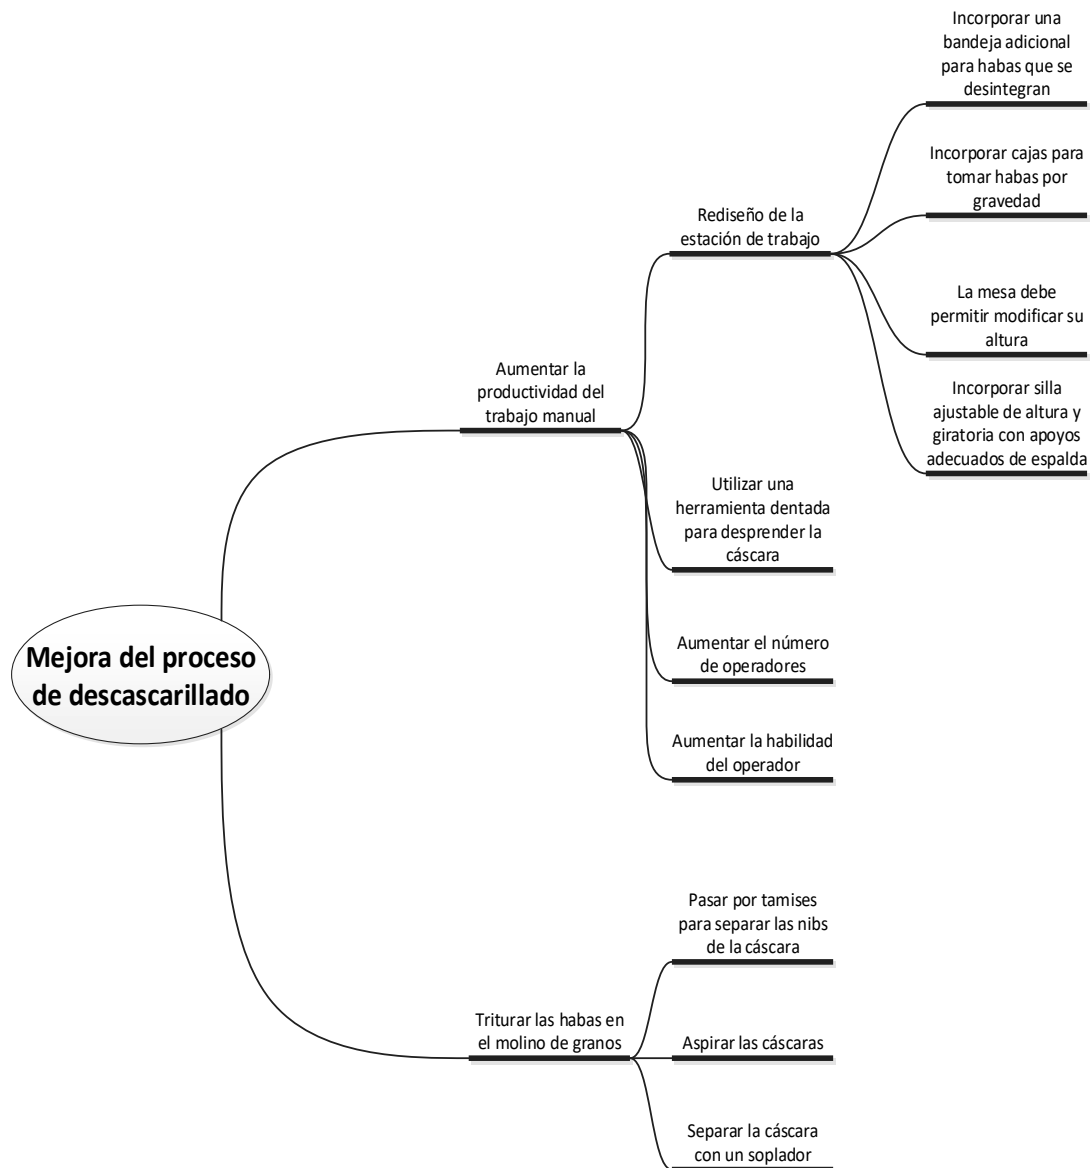 Incorporar una
bandeja adicional
para habas que se
desintegran
Incorporar cajas para
tomar habas por
gravedad
Rediseño de la
estación de trabajo
La mesa debe
permitir modificar su
altura
Aumentar la
productividad del
trabajo manual
Incorporar silla
ajustable de altura y
giratoria con apoyos
adecuados de espalda
Utilizar una
herramienta dentada
para desprender la
cáscara
Aumentar el número
de operadores
Mejora del proceso
de descascarillado
Aumentar la habilidad
del operador
Pasar por tamises
para separar las nibs
de la cáscara
Triturar las habas en
el molino de granos
Aspirar las cáscaras
Separar la cáscara
con un soplador